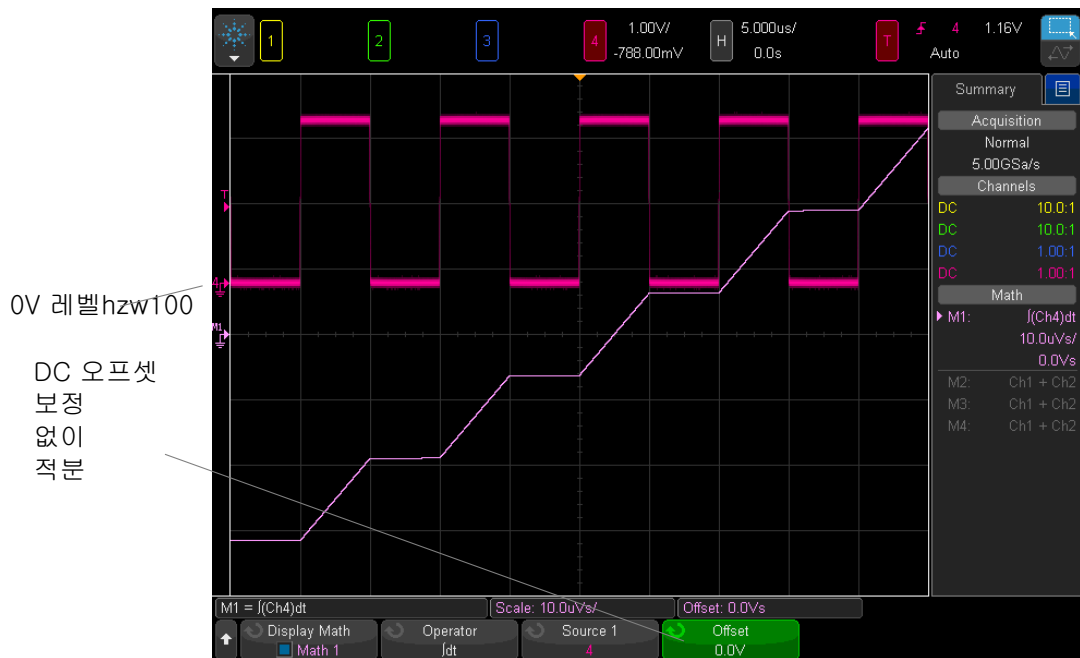 1
2
3
4
1.00V/
-788.00mV
H
5.000us/
0.0s
T
4
1.16V
Auto
Summary
Acquisition
Normal
5.00GSa/s
Channels
DC 10.0:1
DC 10.0:1
DC 1.00:1
DC 1.00:1
Math
M1: ∫(Ch4)dt
10.0uVs/
0.0Vs
M2: Ch1 + Ch2
M3: Ch1 + Ch2
M4: Ch1 + Ch2
T
4
M1
0V 레벨hzw100
DC 오프셋
보정
없이
적분
M1 = ∫(Ch4)dt
Scale: 10.0uVs/
Offset: 0.0Vs
Display Math
Math 1
Operator
∫dt
Source 1
4
Offset
0.0V